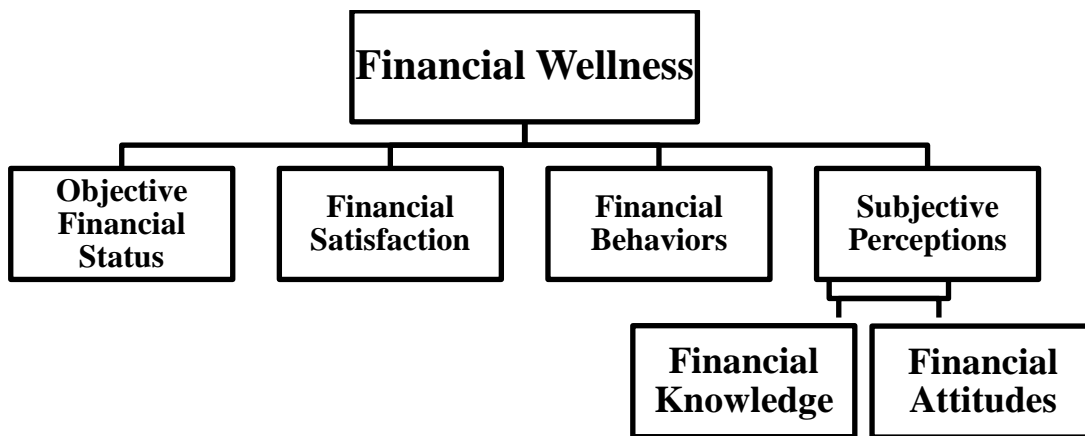 Financial Wellness
Objective
Financial
Status
Financial
Satisfaction
Financial
Behaviors
Subjective
Perceptions
Financial
Knowledge
Financial
Attitudes